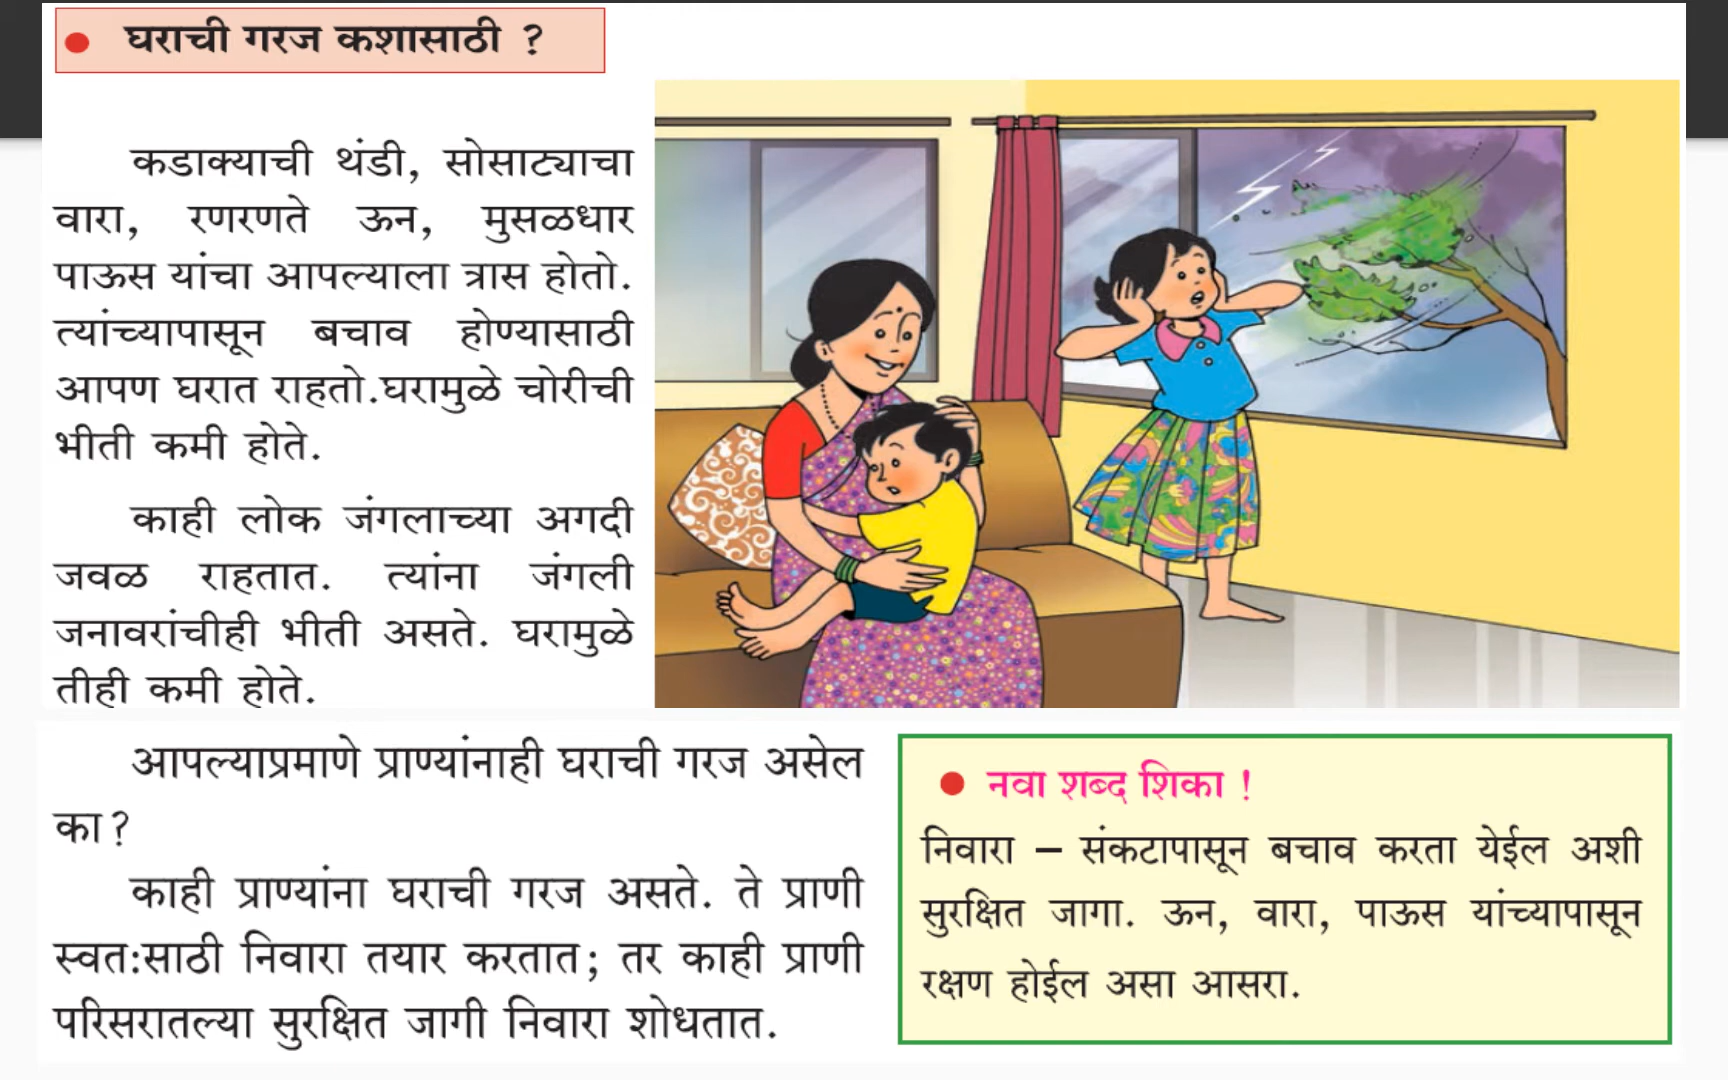 ● घराची गरज कशासाठी ?
कडाक्याची थंडी, सोसाट्याचा
वारा, रणरणते ऊन, मुसळधार
पाऊस यांचा आपल्याला त्रास होतो.
त्यांच्यापासून बचाव होण्यासाठी
आपण घरात राहतो.घरामुळे चोरीची
भीती कमी होते.
काही लोक जंगलाच्या अगदी
जवळ राहतात. त्यांना जंगली
जनावरांचीही भीती असते. घरामुळे
तीही कमी होते.
आपल्याप्रमाणे प्राण्यांनाही घराची गरज असेल
का?
काही प्राण्यांना घराची गरज असते. ते प्राणी
स्वत:साठी निवारा तयार करतात; तर काही प्राणी
परिसरातल्या सुरक्षित जागी निवारा शोधतात.
● नवा शब्द शिका !
निवारा – संकटापासून बचाव करता येईल अशी
सुरक्षित जागा. ऊन, वारा, पाऊस यांच्यापासून
रक्षण होईल असा आसरा.